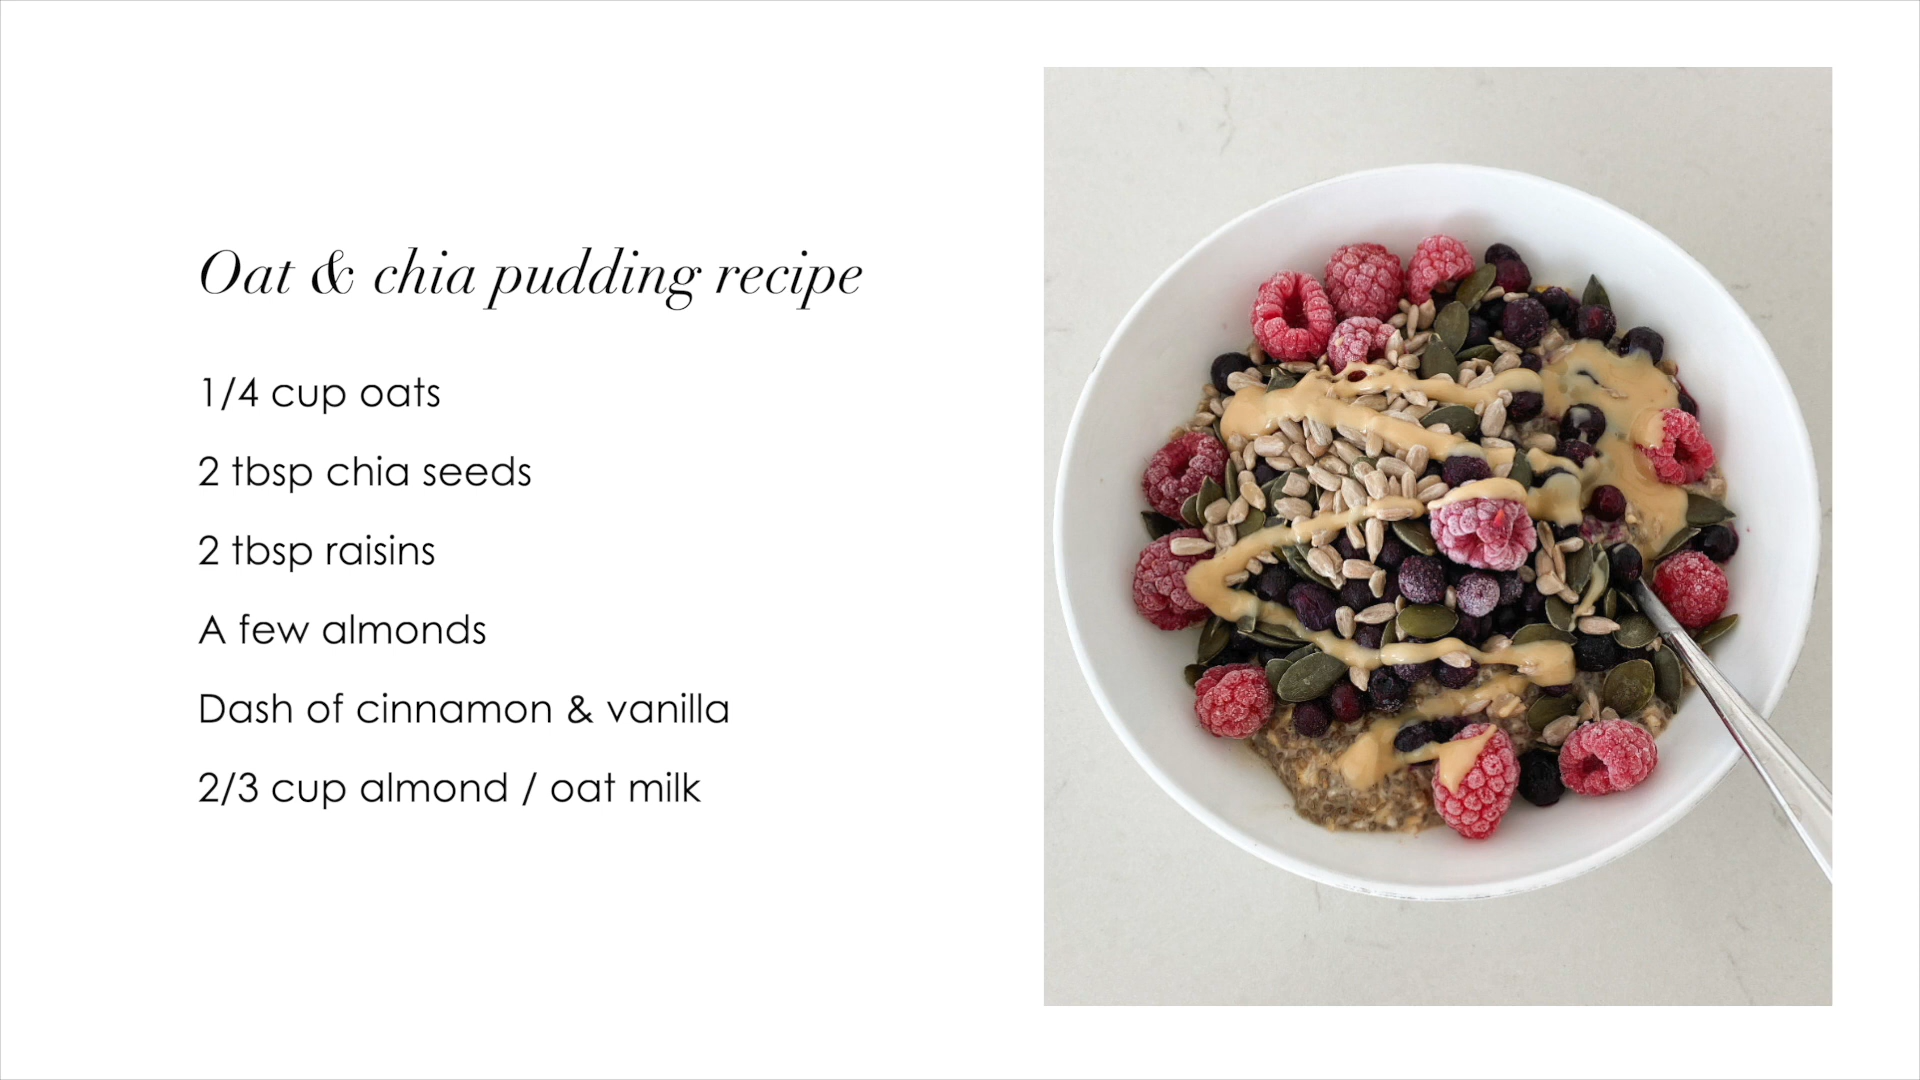 Oat & chia pudding recipe
1/4 cup oats
2 tbsp chia seeds
2 tbsp raisins
A few almonds
Dash of cinnamon & vanilla
2/3 cup almond / oat milk